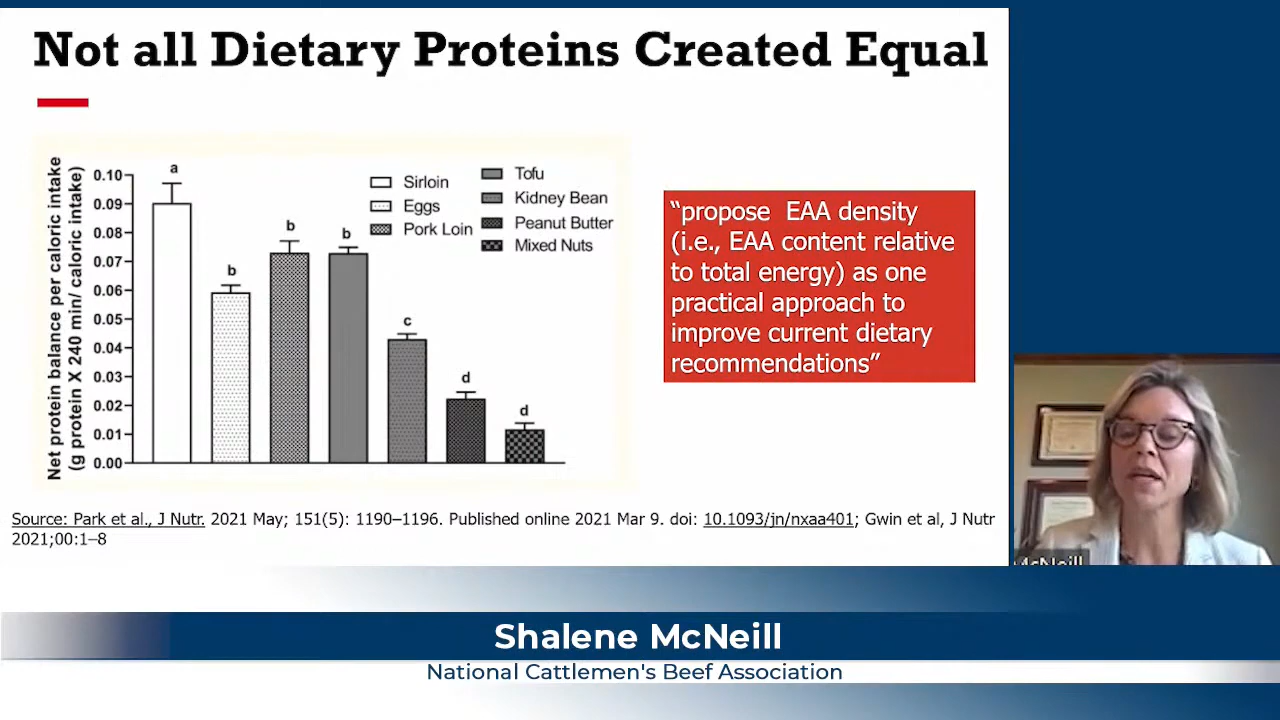 Not all Dietary Proteins Created Equal
Net protein balance per caloric intake
(g protein X 240 min/ caloric intake)
0.10
0.09
0.08
0.07
0.06
0.05
0.04
0.03
0.02
0.01
0.00
a
b
b
b
c
d
d
Sirloin
Eggs
Pork Loin
Tofu
Kidney Bean
Peanut Butter
Mixed Nuts
“propose EAA density
(i.e., EAA content relative
to total energy) as one
practical approach to
improve current dietary
recommendations”
Source: Park et al., J Nutr. 2021 May; 151(5): 1190–1196. Published online 2021 Mar 9. doi: 10.1093/jn/nxaa401; Gwin et al, J Nutr
2021;00:1–8
McNeill
Shalene McNeill
National Cattlemen's Beef Association